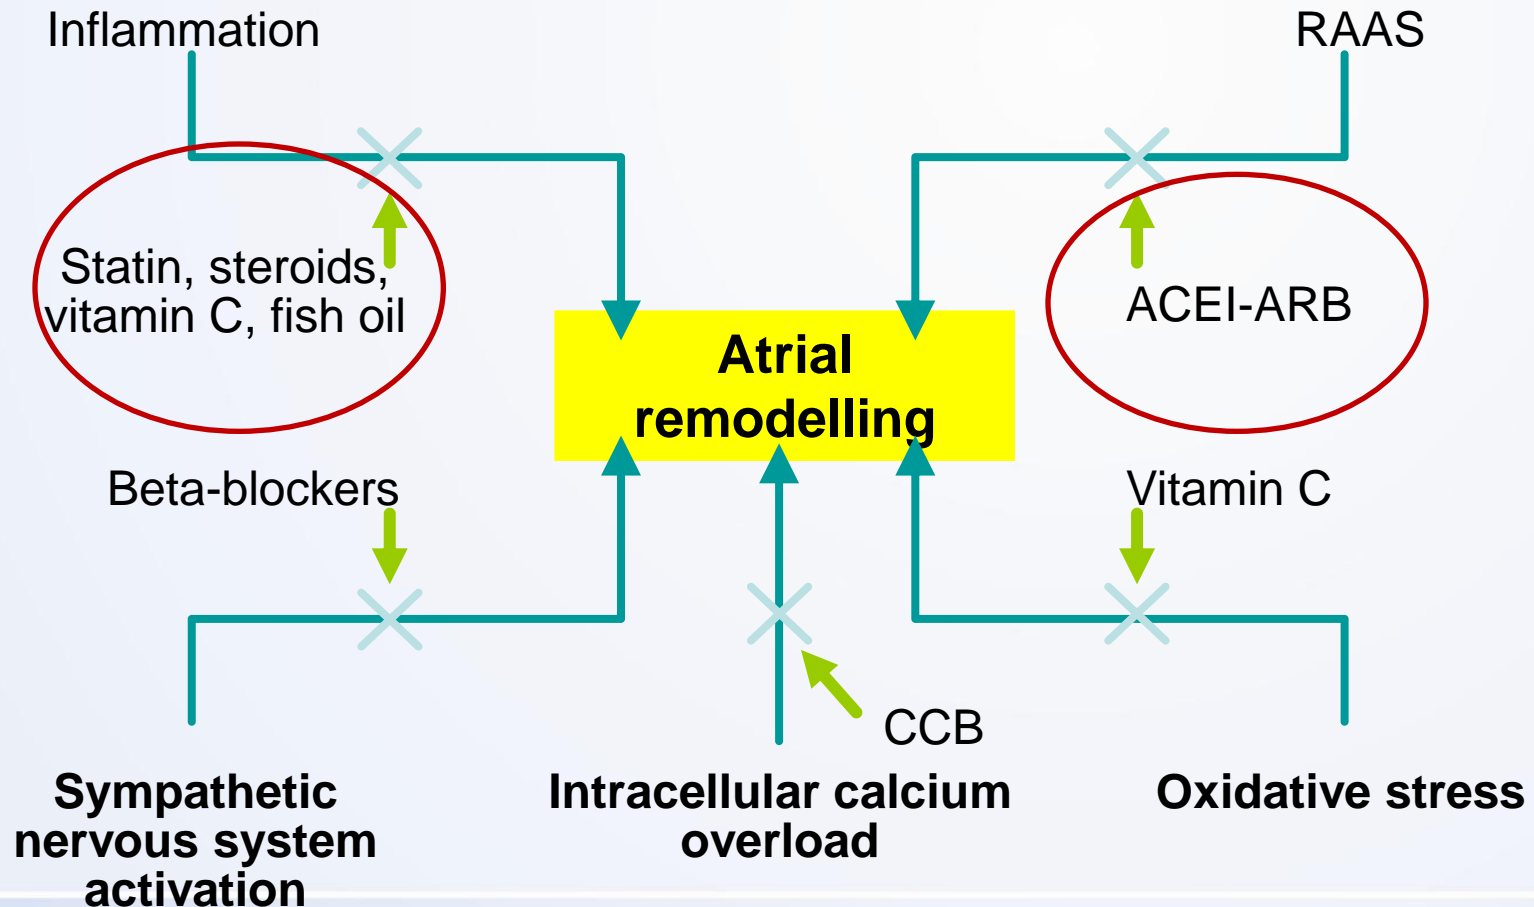 Inflammation
RAAS
Statin, steroids,
vitamin C, fish oil
ACEI-ARB
Atrial
remodelling
Beta-blockers
Vitamin C
CCB
Sympathetic
nervous system
activation
Intracellular calcium
overload
Oxidative stress